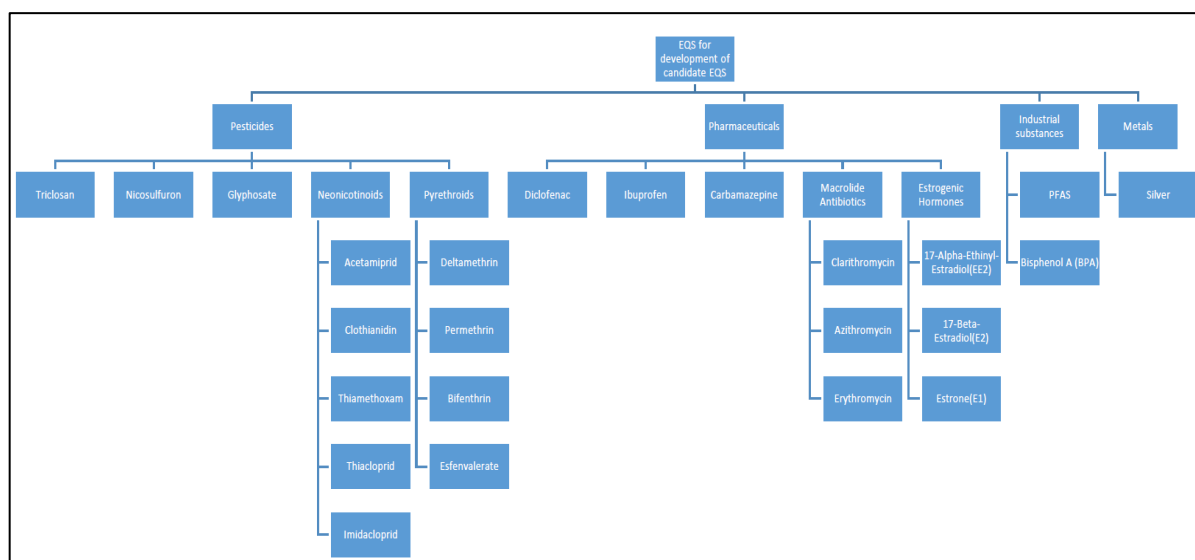 EQS for
development of
candidate EQS
Pesticides
Pharmaceuticals
Industrial
substances
Metals
Triclosan
Nicosulfuron
Glyphosate
Neonicotinoids
Pyrethroids
Diclofenac
Ibuprofen
Carbamazepine
Macrolide
Antibiotics
Estrogenic
Hormones
PFAS
Silver
Acetamiprid
Deltamethrin
Clarithromycin
17-Alpha-Ethinyl-
Estradiol(EE2)
Bisphenol A (BPA)
Clothianidin
Permethrin
Azithromycin
17-Beta-
Estradiol(E2)
Thiamethoxam
Bifenthrin
Erythromycin
Estrone(E1)
Thiacloprid
Esfenvalerate
Imidacloprid